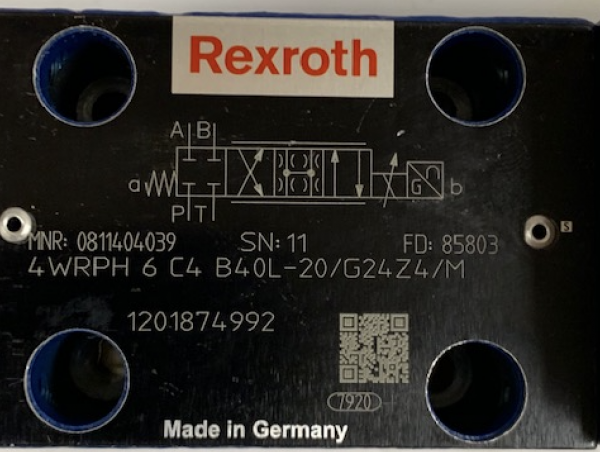 Rexroth
A B
a
G
b
P T
S
MNR: 0811404039 SN: 11 FD: 85803
4WRPH 6 C4 B40L-20/G24Z4/M
1201874992
7920
Made in Germany